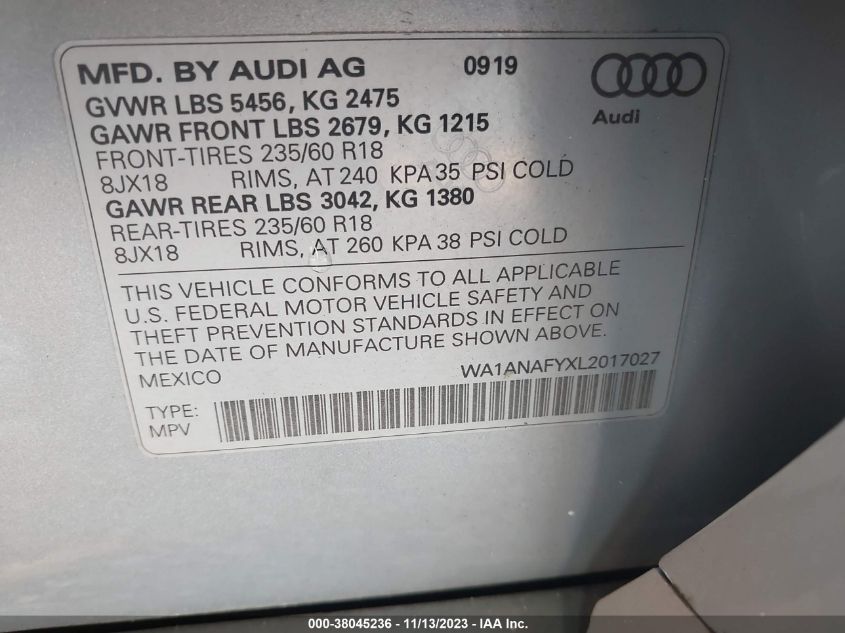 MFD. BY AUDI AG 0919
Audi
GVWR LBS 5456, KG 2475
GAWR FRONT LBS 2679, KG 1215
FRONT-TIRES 235/60 R18
8JX18 RIMS, AT 240 KPA 35 PSI COLD
GAWR REAR LBS 3042, KG 1380
REAR-TIRES 235/60 R18
8JX18 RIMS, AT 260 KPA 38 PSI COLD
THIS VEHICLE CONFORMS TO ALL APPLICABLE
U.S. FEDERAL MOTOR VEHICLE SAFETY AND
THEFT PREVENTION STANDARDS IN EFFECT ON
THE DATE OF MANUFACTURE SHOWN ABOVE.
MEXICO WA1ANAFYXL2017027
TYPE:
MPV
000-38045236 - 11/13/2023 - IAA Inc.